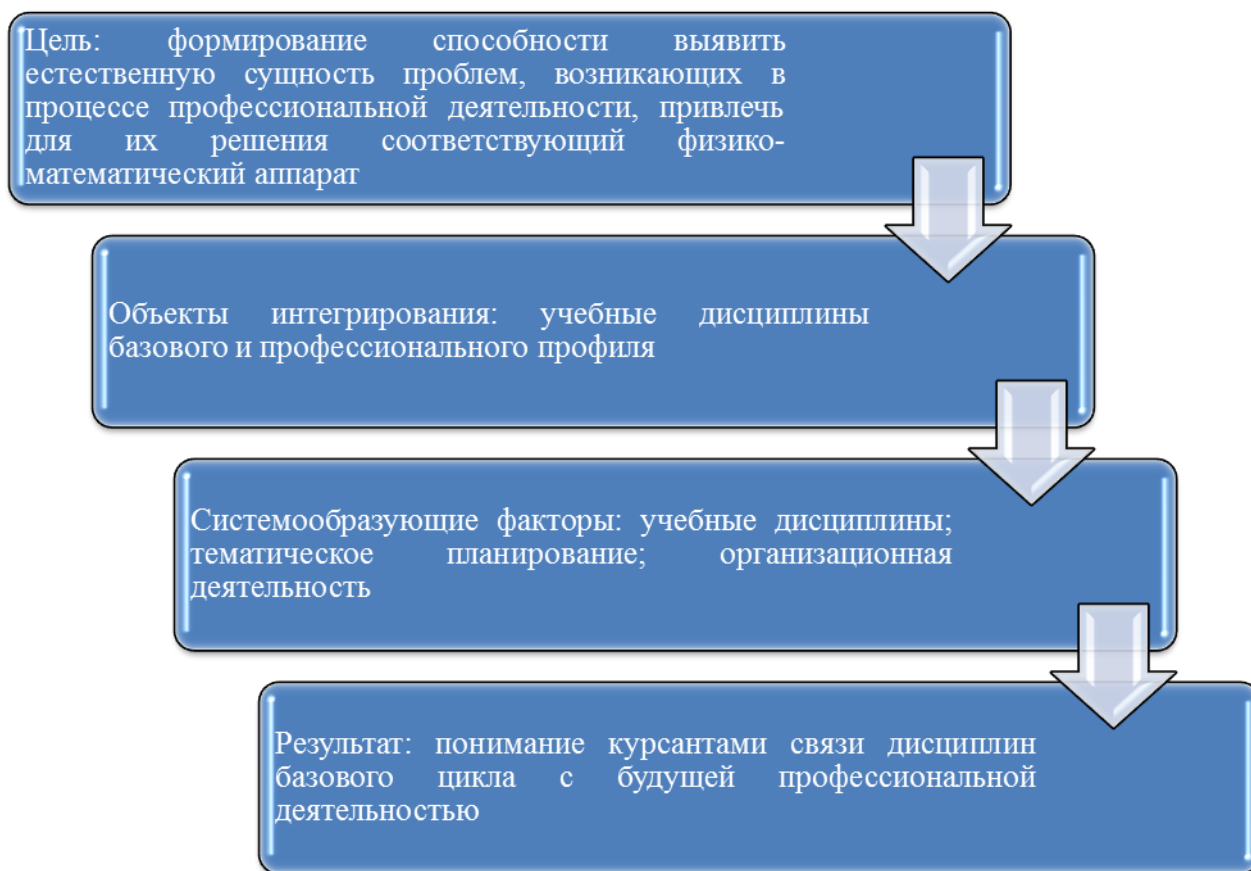 Цель: формирование способности выявить
естественную сущность проблем, возникающих в
процессе профессиональной деятельности, привлечь
для их решения соответствующий физико-
математический аппарат
Объекты интегрирования: учебные дисциплины
базового и профессионального профиля
Системообразующие факторы: учебные дисциплины;
тематическое планирование; организационная
деятельность
Результат: понимание курсантами связи дисциплин
базового цикла с будущей профессиональной
деятельностью